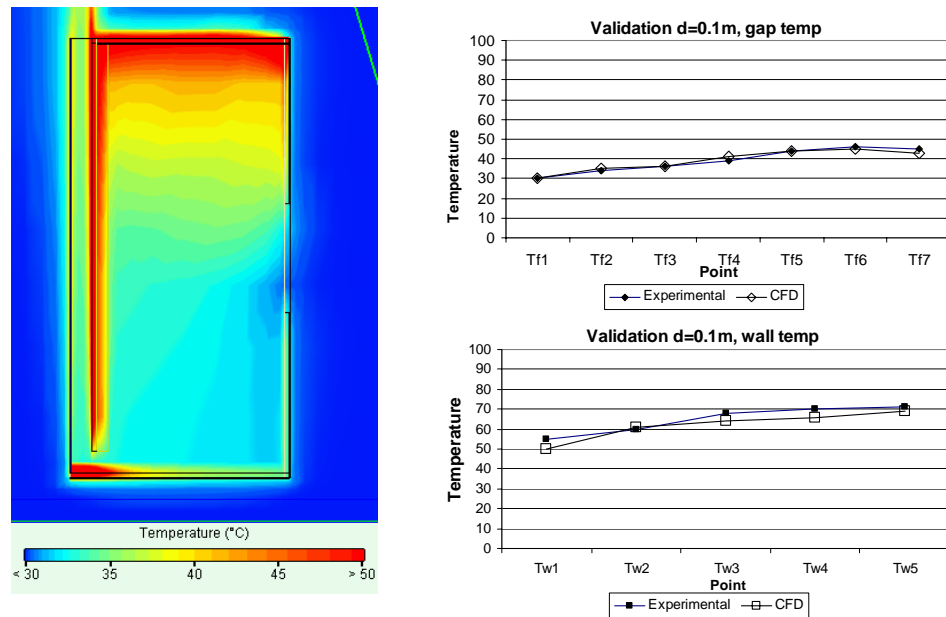 Temperature (°C)
< 30 35 40 45 > 50
Validation d=0.1m, gap temp
Temperature
100
90
80
70
60
50
40
30
20
10
0
Tf1 Tf2 Tf3 Tf4 Tf5 Tf6 Tf7
Point
Experimental CFD
Validation d=0.1m, wall temp
Temperature
100
90
80
70
60
50
40
30
20
10
0
Tw1 Tw2 Tw3 Tw4 Tw5
Point
Experimental CFD